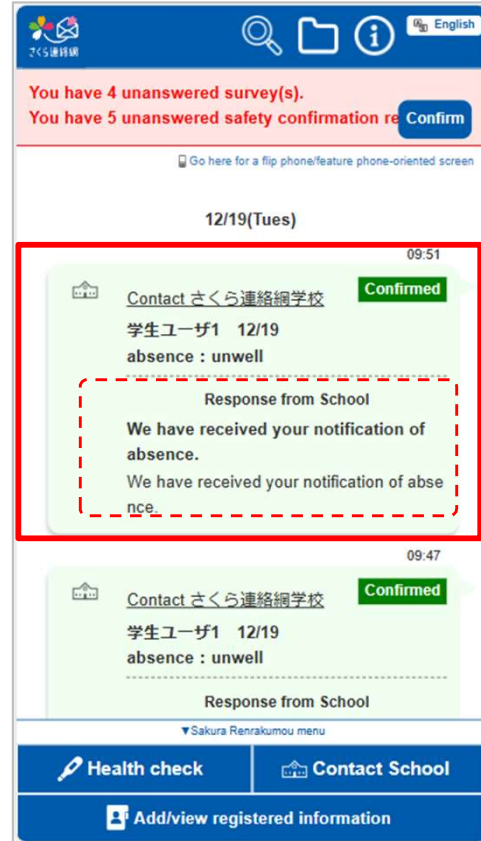 さくら連絡網
English
You have 4 unanswered survey(s).
You have 5 unanswered safety confirmation re
Confirm
Go here for a flip phone/feature phone-oriented screen
12/19(Tues)
09:51
Contact さくら連絡網学校
Confirmed
学生ユーザ1 12/19
absence : unwell
Response from School
We have received your notification of
absence.
We have received your notification of abse
nce.
09:47
Contact さくら連絡網学校
Confirmed
学生ユーザ1 12/19
absence : unwell
Response from School
▼Sakura Renrakumou menu
Health check
Contact School
Add/view registered information